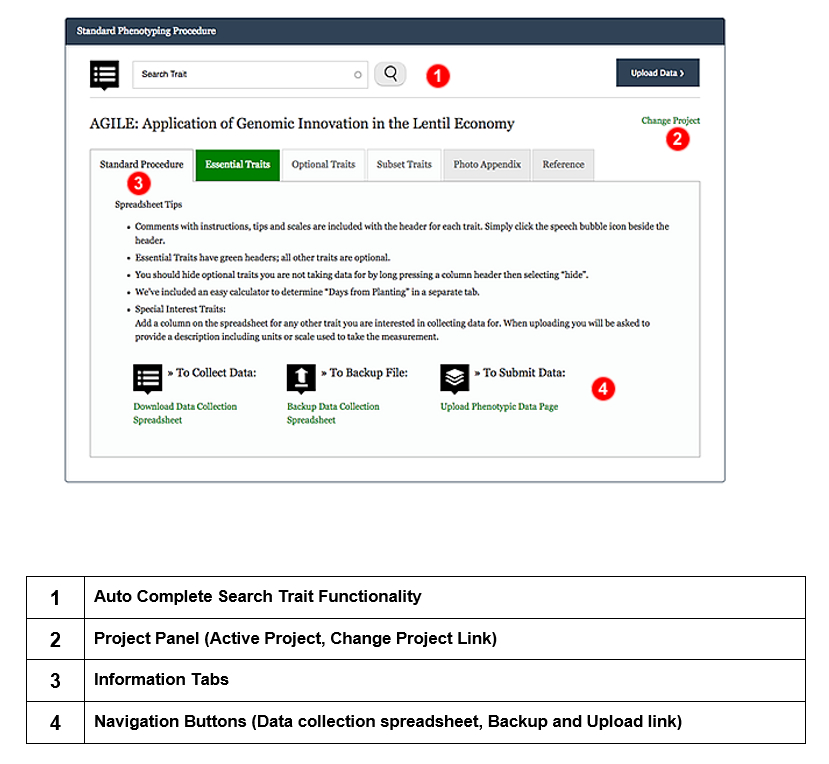 Standard Phenotyping Procedure
Search Trait
1
Upload Data ›
AGILE: Application of Genomic Innovation in the Lentil Economy
Change Project
2
Standard Procedure
Essential Traits
Optional Traits
Subset Traits
Photo Appendix
Reference
3
Spreadsheet Tips
• Comments with instructions, tips and scales are included with the header for each trait. Simply click the speech bubble icon beside the
header.
• Essential Traits have green headers; all other traits are optional.
• You should hide optional traits you are not taking data for by long pressing a column header then selecting “hide”.
• We've included an easy calculator to determine “Days from Planting” in a separate tab.
• Special Interest Traits:
Add a column on the spreadsheet for any other trait you are interested in collecting data for. When uploading you will be asked to
provide a description including units or scale used to take the measurement.
» To Collect Data:
Download Data Collection
Spreadsheet
» To Backup File:
Backup Data Collection
Spreadsheet
» To Submit Data:
Upload Phenotypic Data Page
4
1 Auto Complete Search Trait Functionality
2 Project Panel (Active Project, Change Project Link)
3 Information Tabs
4 Navigation Buttons (Data collection spreadsheet, Backup and Upload link)